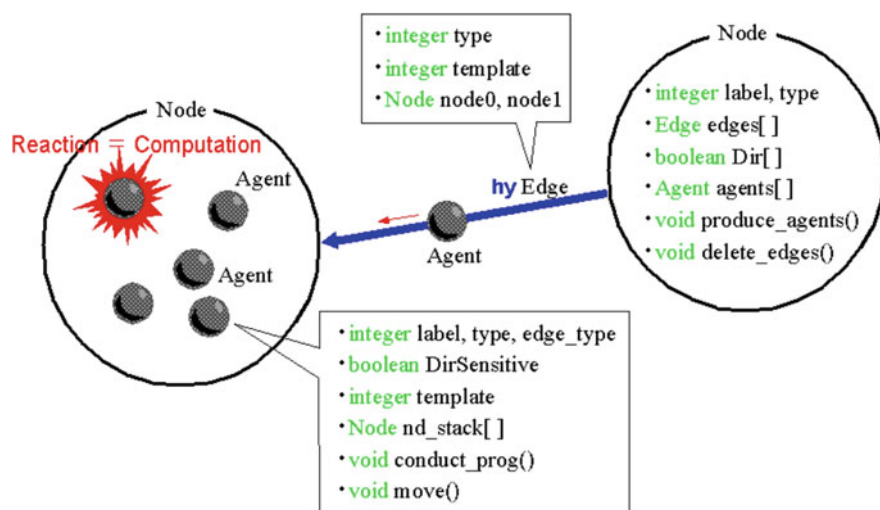 · integer type
· integer template
· Node node0, node1
Node
· integer label, type
· Edge edges[ ]
· boolean Dir[ ]
· Agent agents[ ]
· void produce_agents()
· void delete_edges()
Node
Reaction = Computation
Agent
Agent
hy Edge
Agent
· integer label, type, edge_type
· boolean DirSensitive
· integer template
· Node nd_stack[ ]
· void conduct_prog()
· void move()